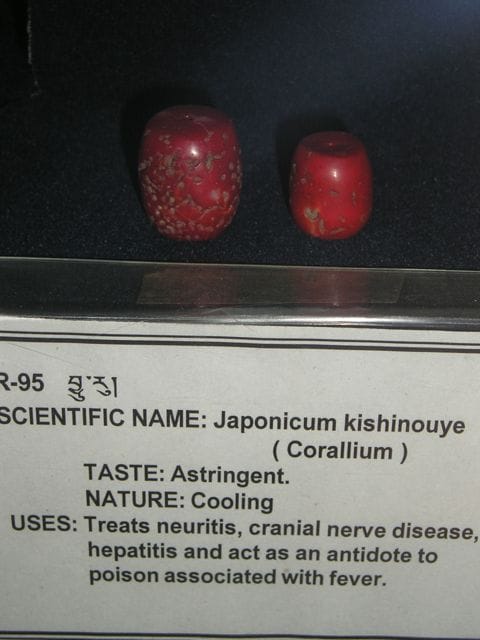 R-95 བྱུ་རུ།
SCIENTIFIC NAME: Japonicum kishinouye
( Corallium )
TASTE: Astringent.
NATURE: Cooling
USES: Treats neuritis, cranial nerve disease,
hepatitis and act as an antidote to
poison associated with fever.